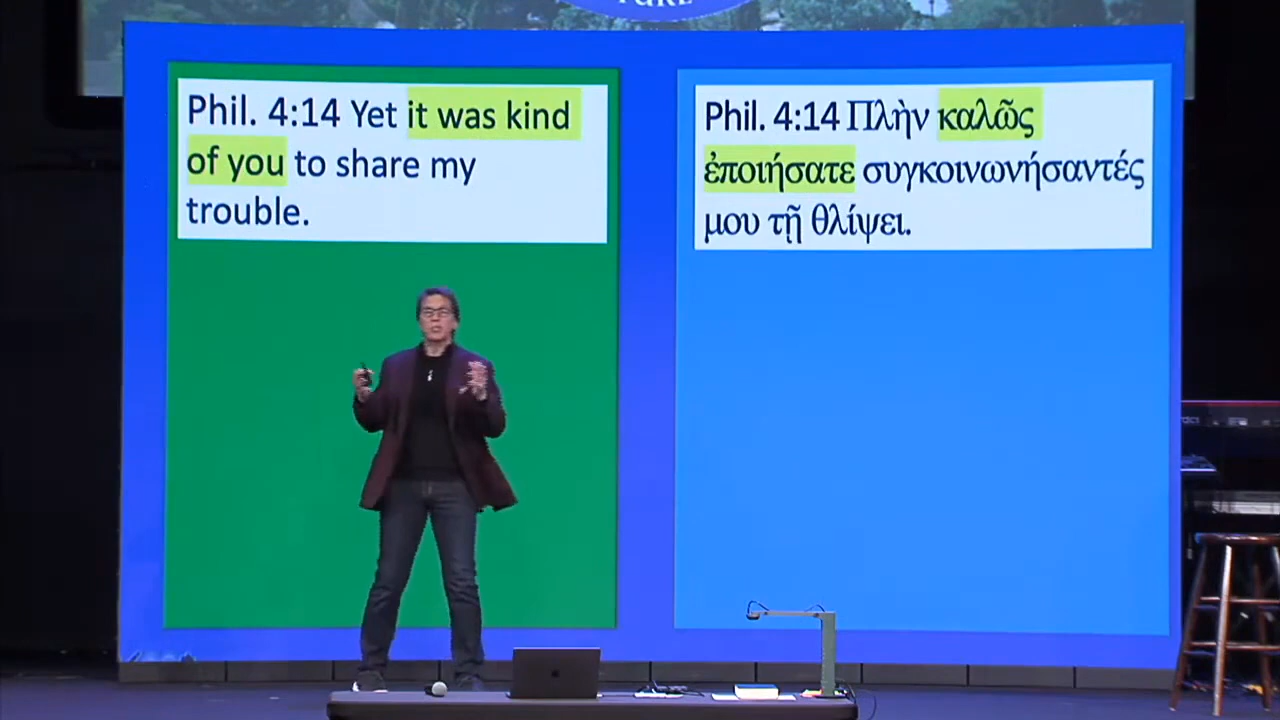 Phil. 4:14 Yet it was kind
of you to share my
trouble.
Phil. 4:14 Πλὴν καλῶς
ἐποιήσατε συγκοινωνήσαντές
μου τῇ θλίψει.